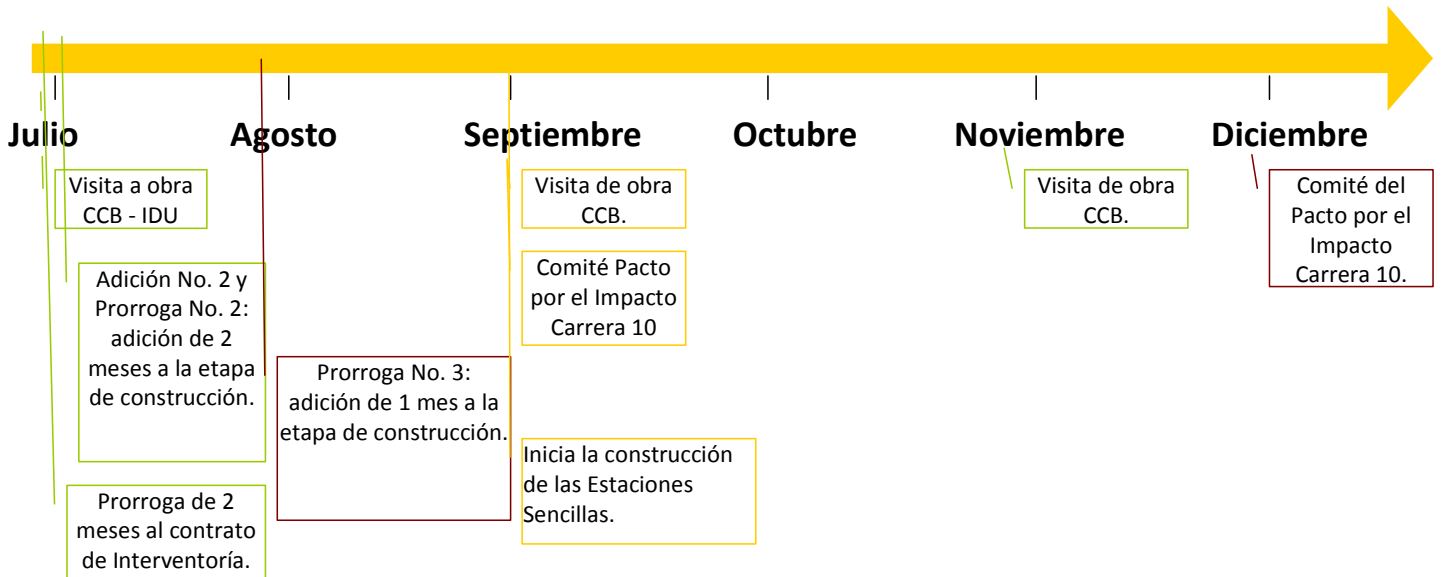 Julio
Agosto
Septiembre
Octubre
Noviembre
Diciembre
Visita a obra
CCB - IDU
Adición No. 2 y
Prorroga No. 2:
adición de 2
meses a la etapa
de construcción.
Prorroga de 2
meses al contrato
de Interventoría.
Prorroga No. 3:
adición de 1 mes a la
etapa de construcción.
Visita de obra
CCB.
Comité Pacto
por el Impacto
Carrera 10
Inicia la construcción
de las Estaciones
Sencillas.
Visita de obra
CCB.
Comité del
Pacto por el
Impacto
Carrera 10.